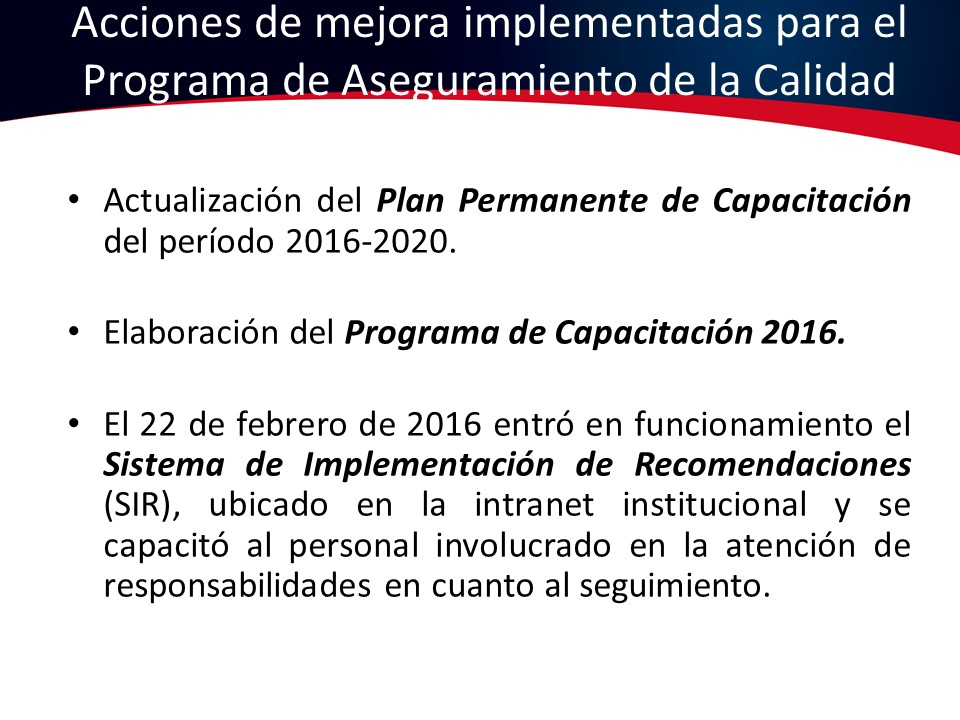 Acciones de mejora implementadas para el
Programa de Aseguramiento de la Calidad
• Actualización del Plan Permanente de Capacitación
del período 2016-2020.
• Elaboración del Programa de Capacitación 2016.
• El 22 de febrero de 2016 entró en funcionamiento el
Sistema de Implementación de Recomendaciones
(SIR), ubicado en la intranet institucional y se
capacitó al personal involucrado en la atención de
responsabilidades en cuanto al seguimiento.